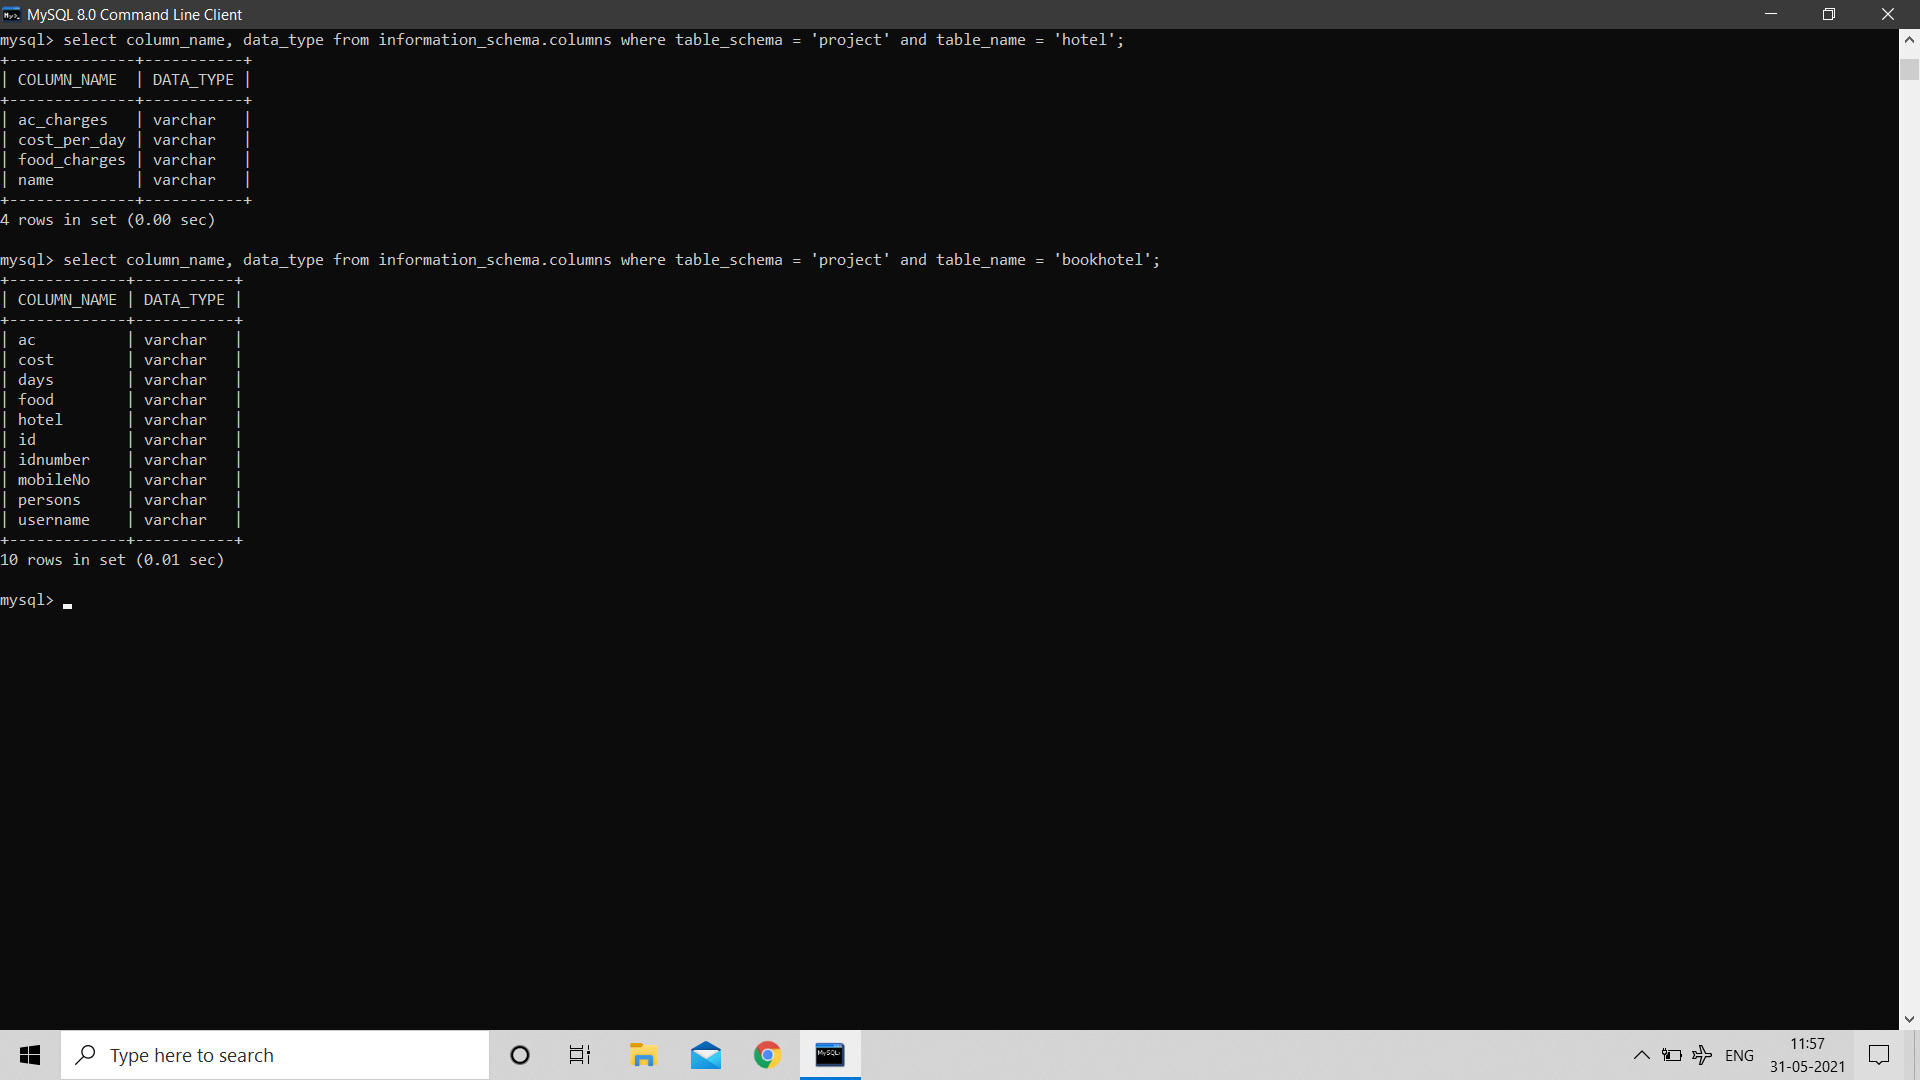 MySQL 8.0 Command Line Client
mysql> select column_name, data_type from information_schema.columns where table_schema = 'project' and table_name = 'hotel';
+--------------+-----------+
| COLUMN_NAME  | DATA_TYPE |
+--------------+-----------+
| ac_charges   | varchar   |
| cost_per_day | varchar   |
| food_charges | varchar   |
| name         | varchar   |
+--------------+-----------+
4 rows in set (0.00 sec)
mysql> select column_name, data_type from information_schema.columns where table_schema = 'project' and table_name = 'bookhotel';
+-------------+-----------+
| COLUMN_NAME | DATA_TYPE |
+-------------+-----------+
| ac          | varchar   |
| cost        | varchar   |
| days        | varchar   |
| food        | varchar   |
| hotel       | varchar   |
| id          | varchar   |
| idnumber    | varchar   |
| mobileNo    | varchar   |
| persons     | varchar   |
| username    | varchar   |
+-------------+-----------+
10 rows in set (0.01 sec)
mysql>
Type here to search
MySQL
ENG
11:57
31-05-2021